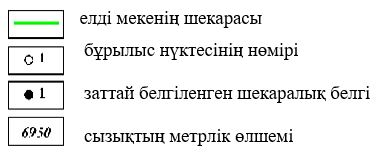 елді мекенің шекарасы
1 бұрылыс нүктесінің нөмірі
1 заттай белгіленген шекаралық белгі
6950 сызықтың метрлік өлшемі